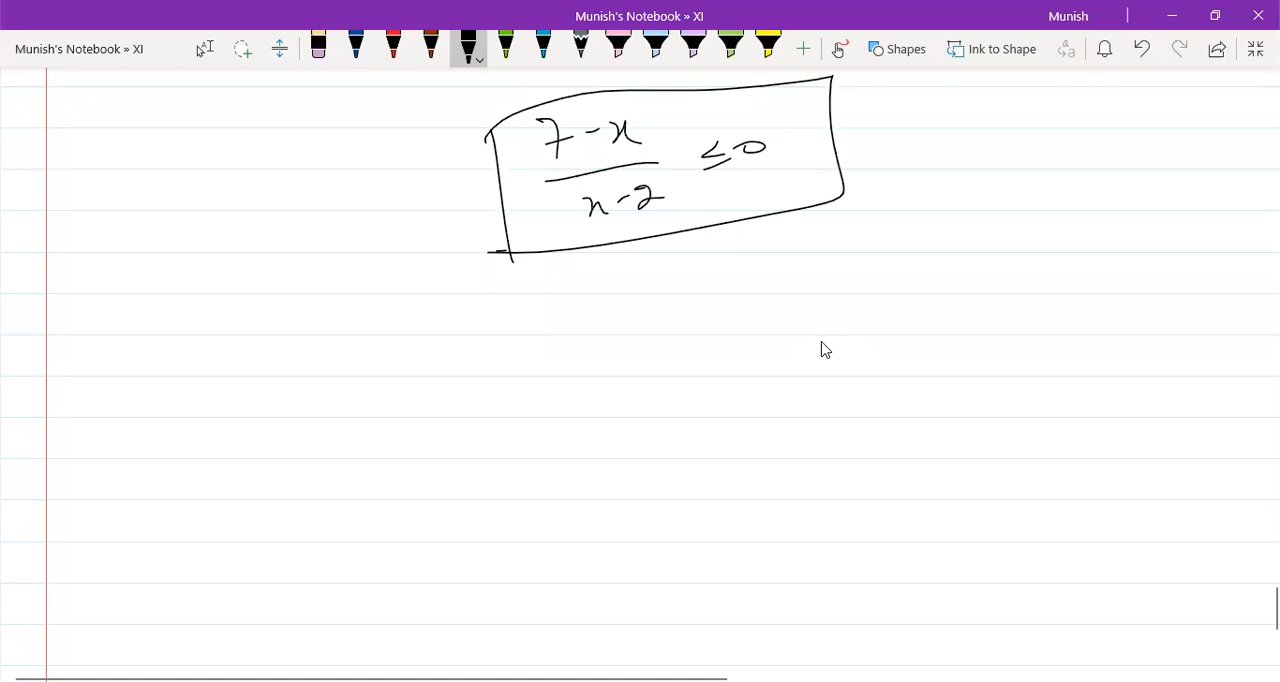 Munish's Notebook » XI
Munish
Munish's Notebook » XI
Shapes
Ink to Shape
7 - x
x - 2
≤ 0